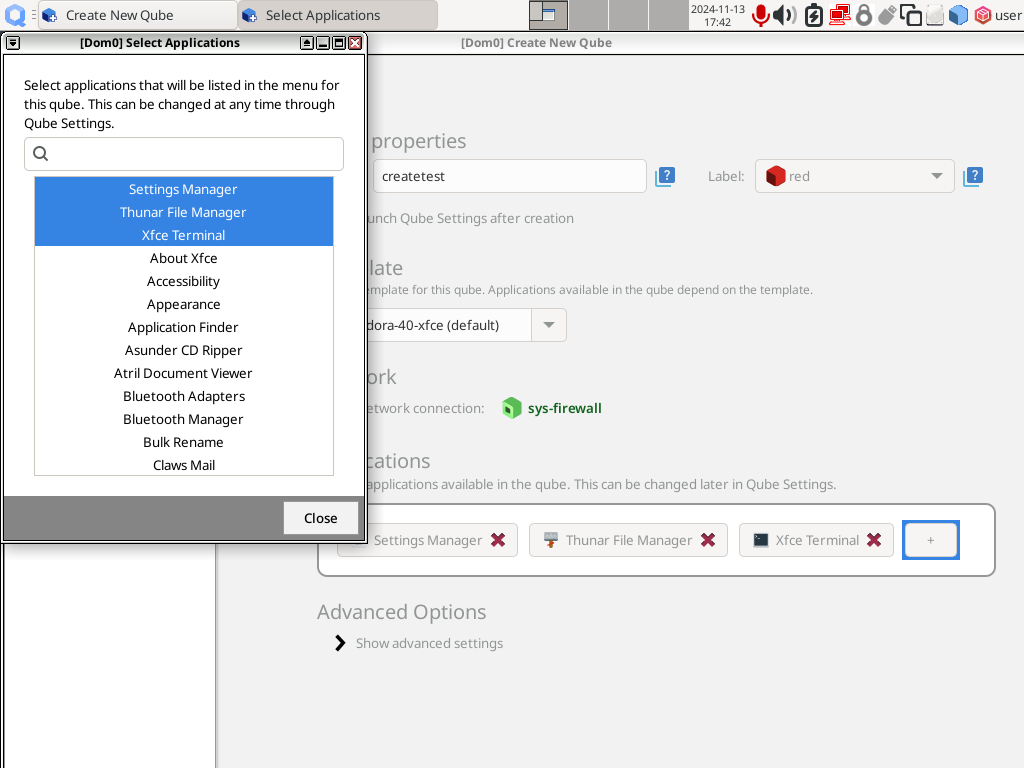 Create New Qube
Select Applications
2024-11-13
17:42
user
[Dom0] Select Applications
[Dom0] Create New Qube
Select applications that will be listed in the menu for
this qube. This can be changed at any time through
Qube Settings.
Settings Manager
Thunar File Manager
Xfce Terminal
About Xfce
Accessibility
Appearance
Application Finder
Asunder CD Ripper
Atril Document Viewer
Bluetooth Adapters
Bluetooth Manager
Bulk Rename
Claws Mail
Close
properties
createtest
Label:
red
unch Qube Settings after creation
late
emplate for this qube. Applications available in the qube depend on the template.
dora-40-xfce (default)
ork
etwork connection:
sys-firewall
cations
applications available in the qube. This can be changed later in Qube Settings.
Settings Manager
Thunar File Manager
Xfce Terminal
+
Advanced Options
Show advanced settings